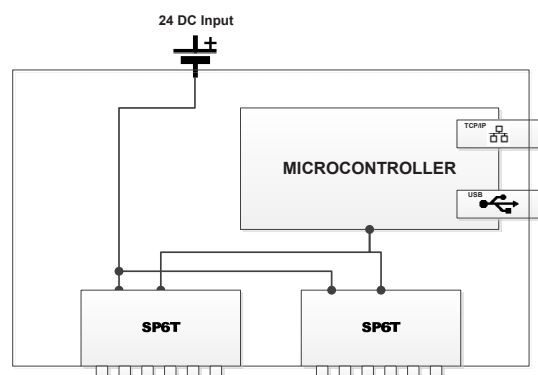 24 DC Input
TCP/IP
MICROCONTROLLER
USB
SP6T
SP6T